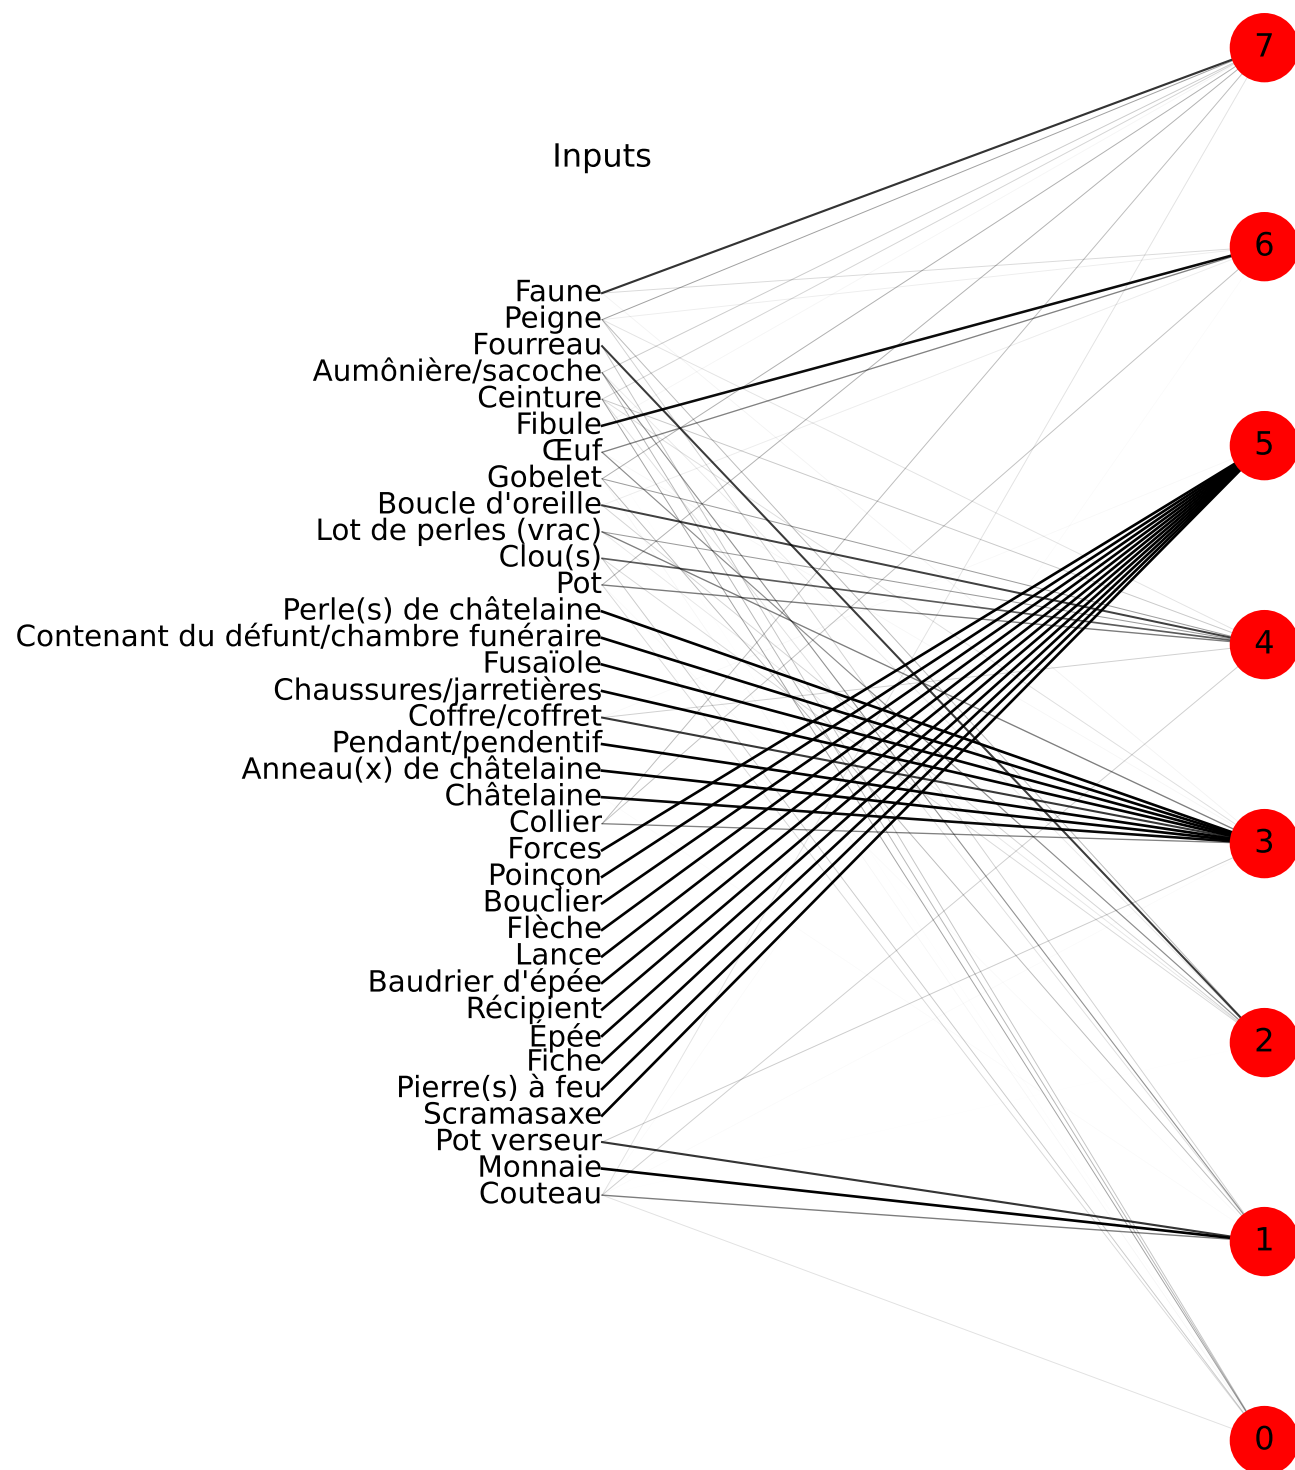 7
Inputs
6
Faune
Peigne
Fourreau
Aumônière/sacoche
Ceinture
Fibule
5
Œuf
Gobelet
Boucle d'oreille
Lot de perles (vrac)
Clou(s)
Pot
Perle(s) de châtelaine
Contenant du défunt/chambre funéraire
4
Fusaïole
Chaussures/jarretières
Coffre/coffret
Pendant/pendentif
Anneau(x) de châtelaine
Châtelaine
Collier
3
Forces
Poinçon
Bouclier
Flèche
Lance
Baudrier d'épée
Récipient
Épée
2
Fiche
Pierre(s) à feu
Scramasaxe
Pot verseur
Monnaie
Couteau
1
0